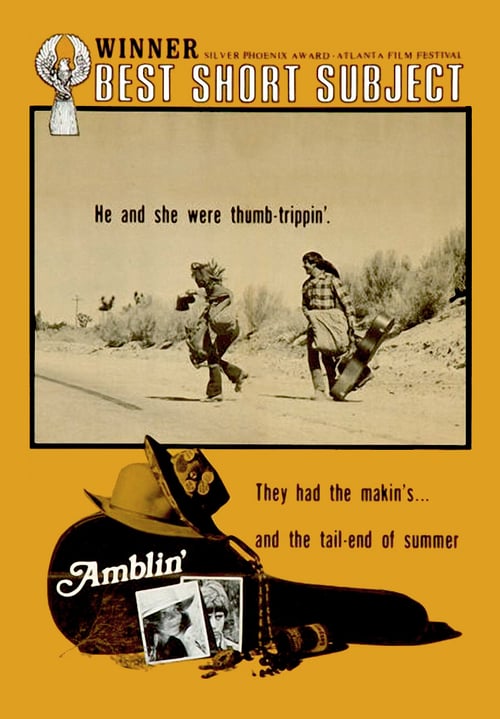 WINNER SILVER PHOENIX AWARD · ATLANTA FILM FESTIVAL
BEST SHORT SUBJECT
He and she were thumb-trippin'.
They had the makin's...
and the tail-end of summer
Amblin'